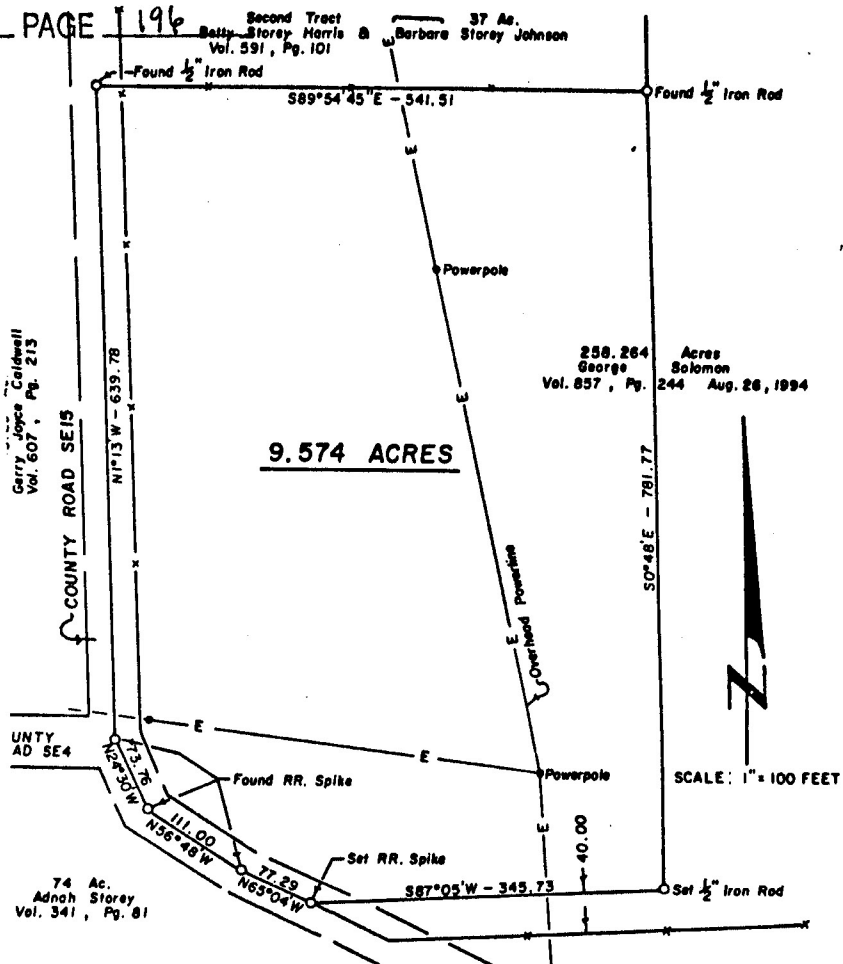 PAGE 196
Second Tract 37 Ac.
Betty Storey Harris & Barbara Storey Johnson
Vol. 591, Pg. 101
Found 1/2" Iron Rod
S89°54'45"E - 541.51
Found 1/2" Iron Rod
E
E
Powerpole
Gerry Joyce Caldwell
Vol. 607, Pg. 213
COUNTY ROAD SE15
N1°13'W - 639.78
258.264 Acres
George Solomon
Vol. 857, Pg. 244 Aug. 26, 1994
E
9.574 ACRES
S0°48'E - 781.77
Overhead Powerline
E
UNTY
AD SE4
E
E
Powerpole
SCALE: 1" = 100 FEET
N24°30'W
73.76
Found RR. Spike
111.00
N56°48'W
77.29
N65°04'W
Set RR. Spike
E
40.00
S87°05'W - 345.73
Set 1/2" Iron Rod
74 Ac.
Adnah Storey
Vol. 341, Pg. 81